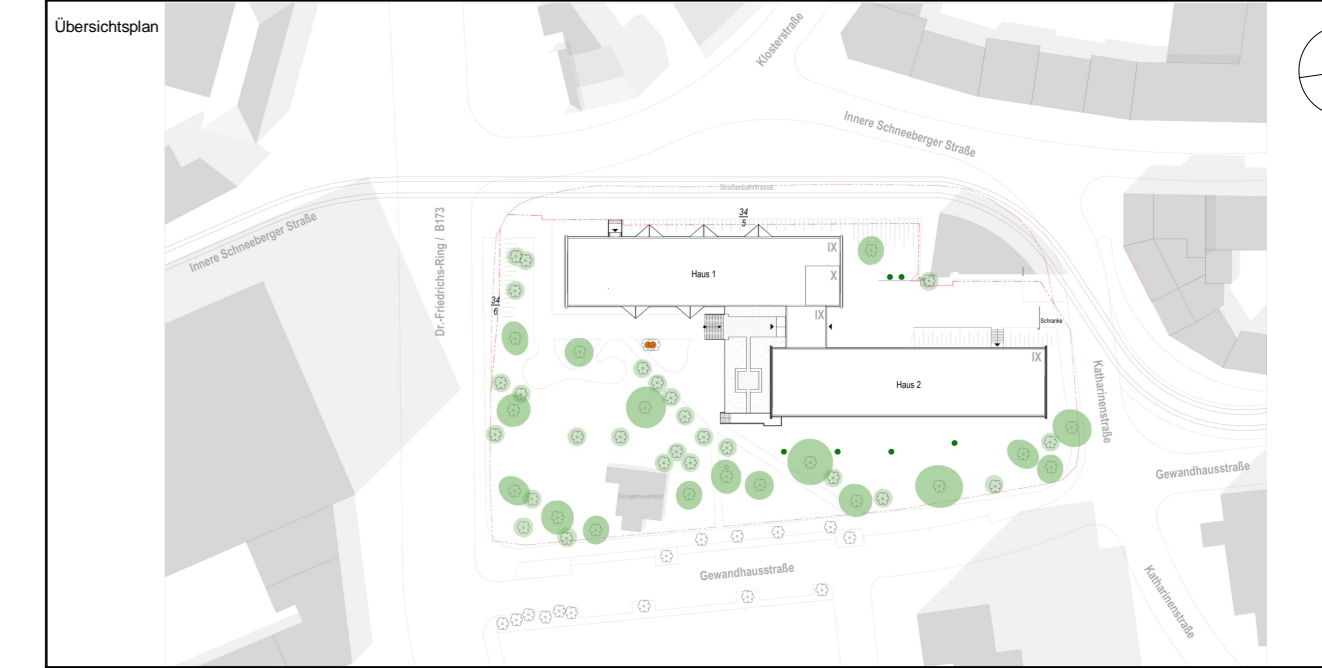 Übersichtsplan
Klosterstraße
Innere Schneeberger Straße
Straßenbahntrasse
Innere Schneeberger Straße
Dr.-Friedrichs-Ring / B173
34
5
IX
Haus 1
X
34
6
IX
Schranke
IX
Haus 2
Katharinenstraße
Gewandhausstraße
Gewandhausstraße
Katharinenstraße